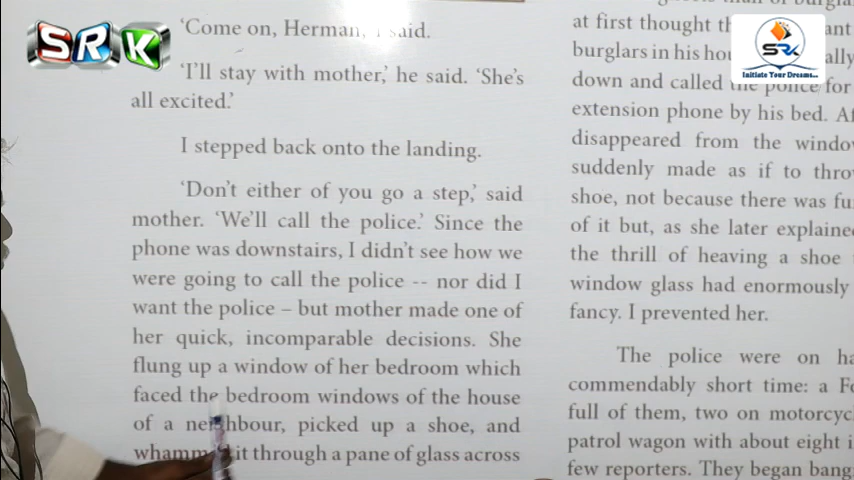 SRK
SRK
Initiate Your Dreams...
'Come on, Herman, I said.
'I'll stay with mother,' he said. 'She's
all excited.'
I stepped back onto the landing.
'Don't either of you go a step,' said
mother. 'We'll call the police.' Since the
phone was downstairs, I didn't see how we
were going to call the police -- nor did I
want the police – but mother made one of
her quick, incomparable decisions. She
flung up a window of her bedroom which
faced the bedroom windows of the house
of a neighbour, picked up a shoe, and
it through a pane of glass across
at first thought
burglars in his
down and called the police for
extension phone by his bed.
disappeared from the
suddenly made as if to
shoe, not because there was
of it but, as she later
the thrill of heaving a shoe
window glass had enormously
fancy. I prevented her.
The police were on
commendably short time: a
full of them, two on
patrol wagon with about eight
few reporters. They began